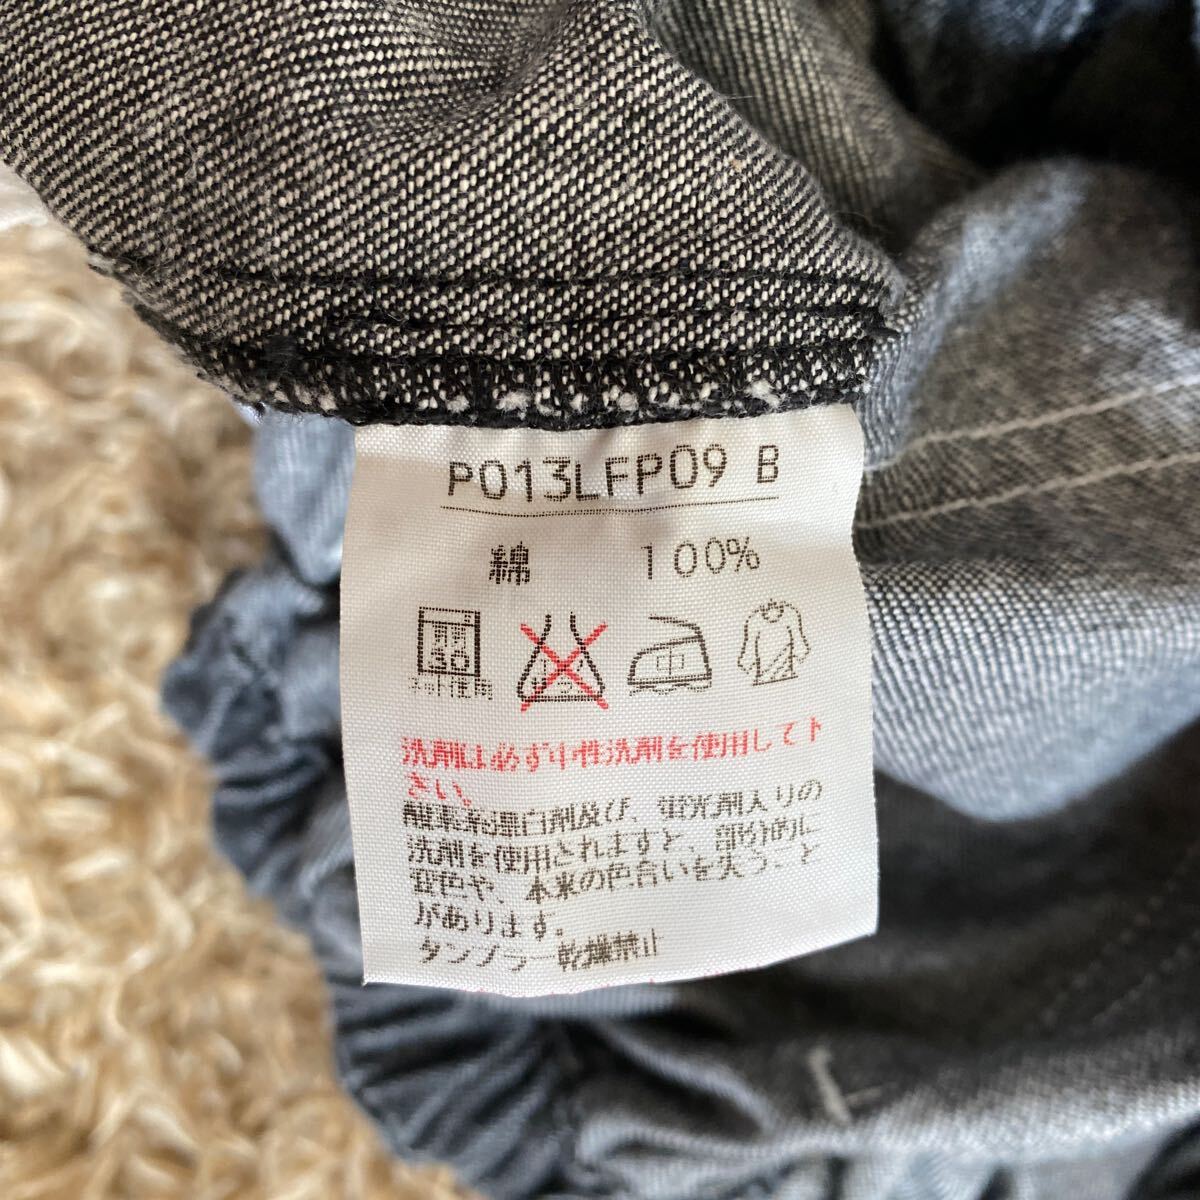 P013LFP09 B
綿 100%
30
ネット使用
洗剤は必ず中性洗剤を使用して下
さい。
酸素系漂白剤及び、蛍光剤入りの
洗剤を使用されますと、部分的に
変色や、本来の色合いを失うこと
があります。
タンブラー乾燥禁止